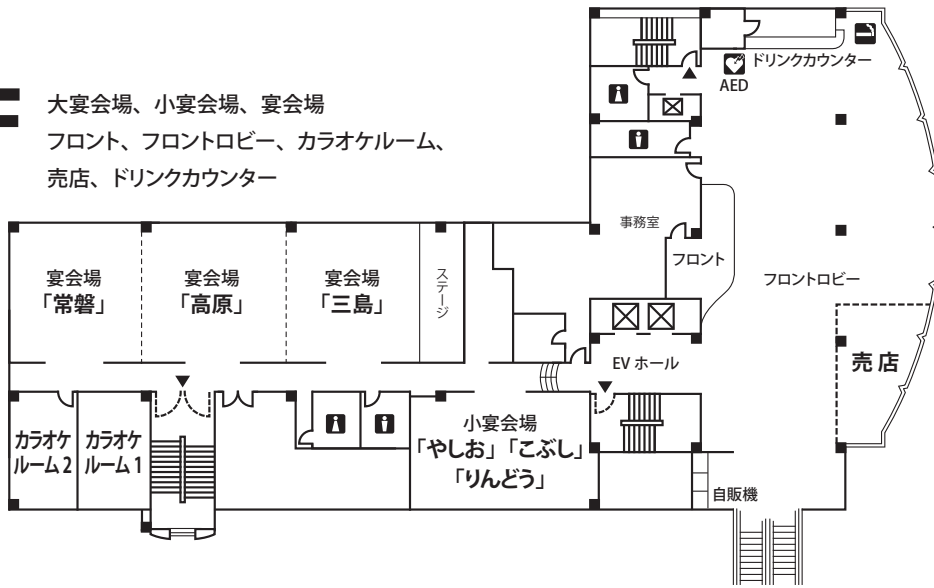 大宴会場、小宴会場、宴会場
フロント、フロントロビー、カラオケルーム、
売店、ドリンクカウンター
ドリンクカウンター
AED
事務室
フロント
フロントロビー
宴会場
「常磐」
宴会場
「高原」
宴会場
「三島」
ステージ
EVホール
売店
カラオケ
ルーム2
カラオケ
ルーム1
小宴会場
「やしお」「こぶし」
「りんどう」
自販機